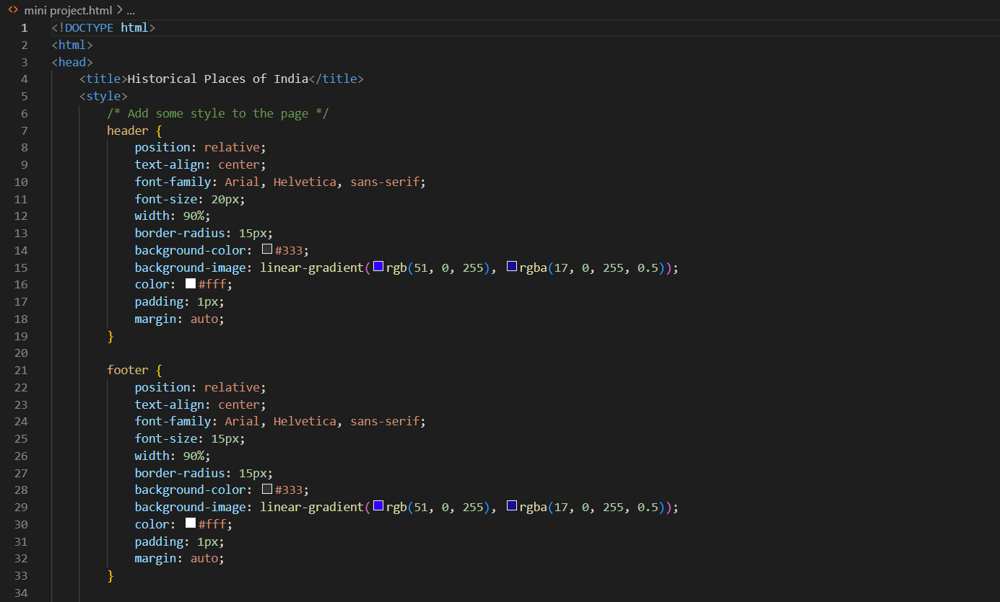 <> mini project.html > ...
1 <!DOCTYPE html>
2 <html>
3 <head>
4     <title>Historical Places of India</title>
5     <style>
6         /* Add some style to the page */
7         header {
8             position: relative;
9             text-align: center;
10             font-family: Arial, Helvetica, sans-serif;
11             font-size: 20px;
12             width: 90%;
13             border-radius: 15px;
14             background-color: #333;
15             background-image: linear-gradient(rgb(51, 0, 255), rgba(17, 0, 255, 0.5));
16             color: #fff;
17             padding: 1px;
18             margin: auto;
19         }
20
21         footer {
22             position: relative;
23             text-align: center;
24             font-family: Arial, Helvetica, sans-serif;
25             font-size: 15px;
26             width: 90%;
27             border-radius: 15px;
28             background-color: #333;
29             background-image: linear-gradient(rgb(51, 0, 255), rgba(17, 0, 255, 0.5));
30             color: #fff;
31             padding: 1px;
32             margin: auto;
33         }
34